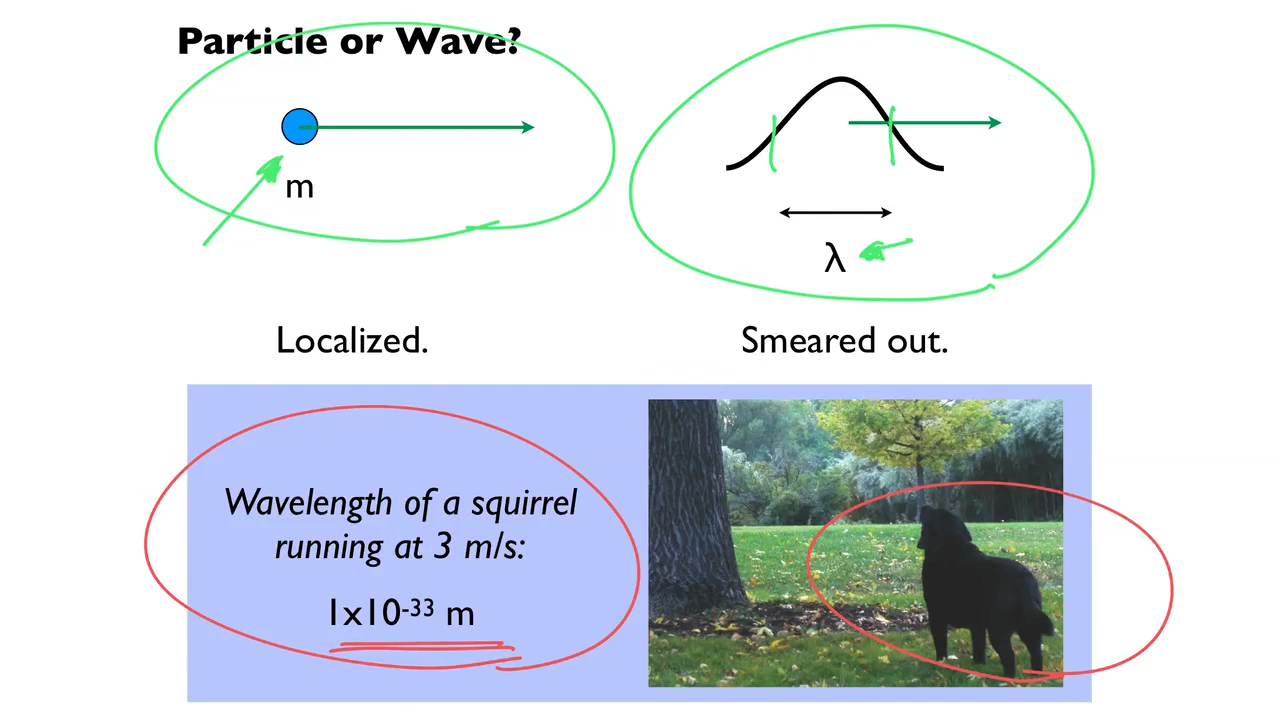 Particle or Wave?
m
λ
Localized.
Smeared out.
Wavelength of a squirrel
running at 3 m/s:
1x10⁻³³ m